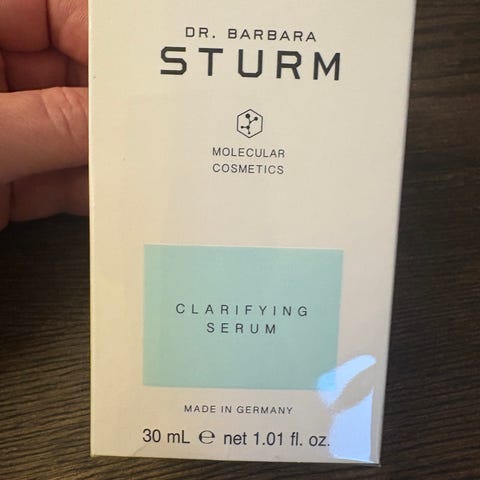 DR. BARBARA
STURM
MOLECULAR
COSMETICS
CLARIFYING
SERUM
MADE IN GERMANY
30 mL ℮ net 1.01 fl. oz.